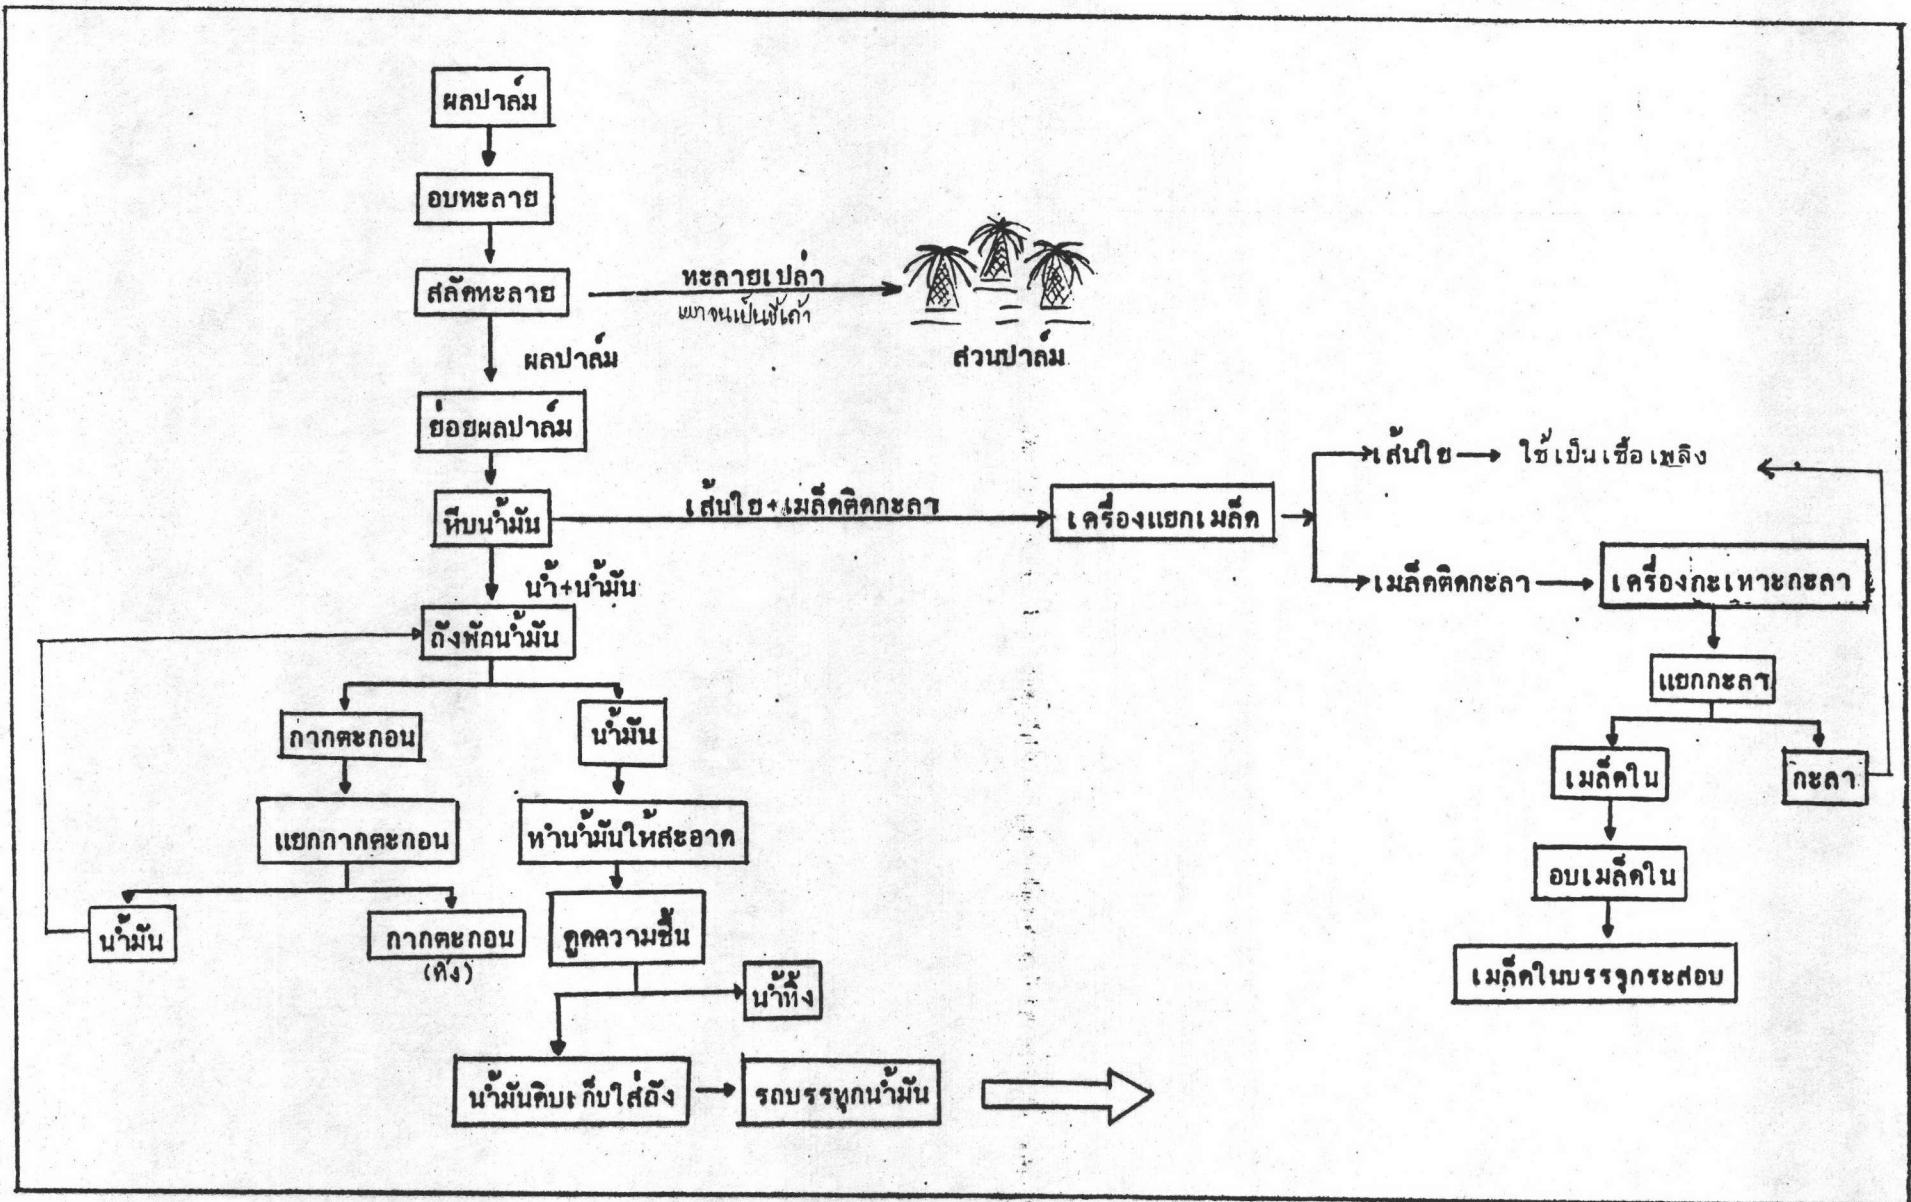 ผลปาล์ม
อบทะลาย
สลัดทะลาย
ทะลายเปล่า
เผาจนเป็นขี้เถ้า
สวนปาล์ม
ผลปาล์ม
ย่อยผลปาล์ม
หีบน้ำมัน
เส้นใย+เมล็ดติดกะลา
เครื่องแยกเมล็ด
เส้นใย
ใช้เป็นเชื้อเพลิง
เมล็ดติดกะลา
เครื่องกะเทาะกะลา
แยกกะลา
เมล็ดใน
กะลา
อบเมล็ดใน
เมล็ดในบรรจุกระสอบ
น้ำ+น้ำมัน
ถังพักน้ำมัน
กากตะกอน
น้ำมัน
แยกกากตะกอน
ทำน้ำมันให้สะอาด
น้ำมัน
กากตะกอน
(ทิ้ง)
ดูดความชื้น
น้ำทิ้ง
น้ำมันดิบเก็บใส่ถัง
รถบรรทุกน้ำมัน